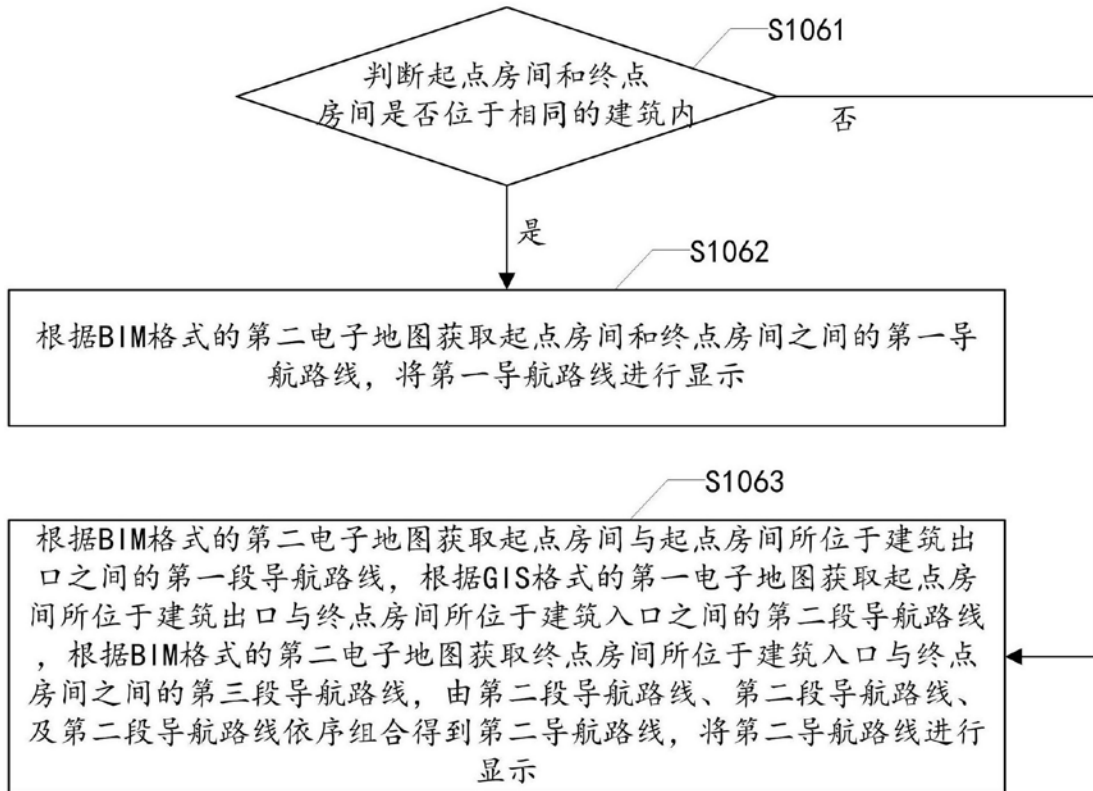 S1061
判断起点房间和终点
房间是否位于相同的建筑内
否
是
S1062
根据BIM格式的第二电子地图获取起点房间和终点房间之间的第一导
航路线，将第一导航路线进行显示
S1063
根据BIM格式的第二电子地图获取起点房间与起点房间所位于建筑出
口之间的第一段导航路线，根据GIS格式的第一电子地图获取起点房
间所位于建筑出口与终点房间所位于建筑入口之间的第二段导航路线
，根据BIM格式的第二电子地图获取终点房间所位于建筑入口与终点
房间之间的第三段导航路线，由第二段导航路线、第二段导航路线、
及第二段导航路线依序组合得到第二导航路线，将第二导航路线进行
显示